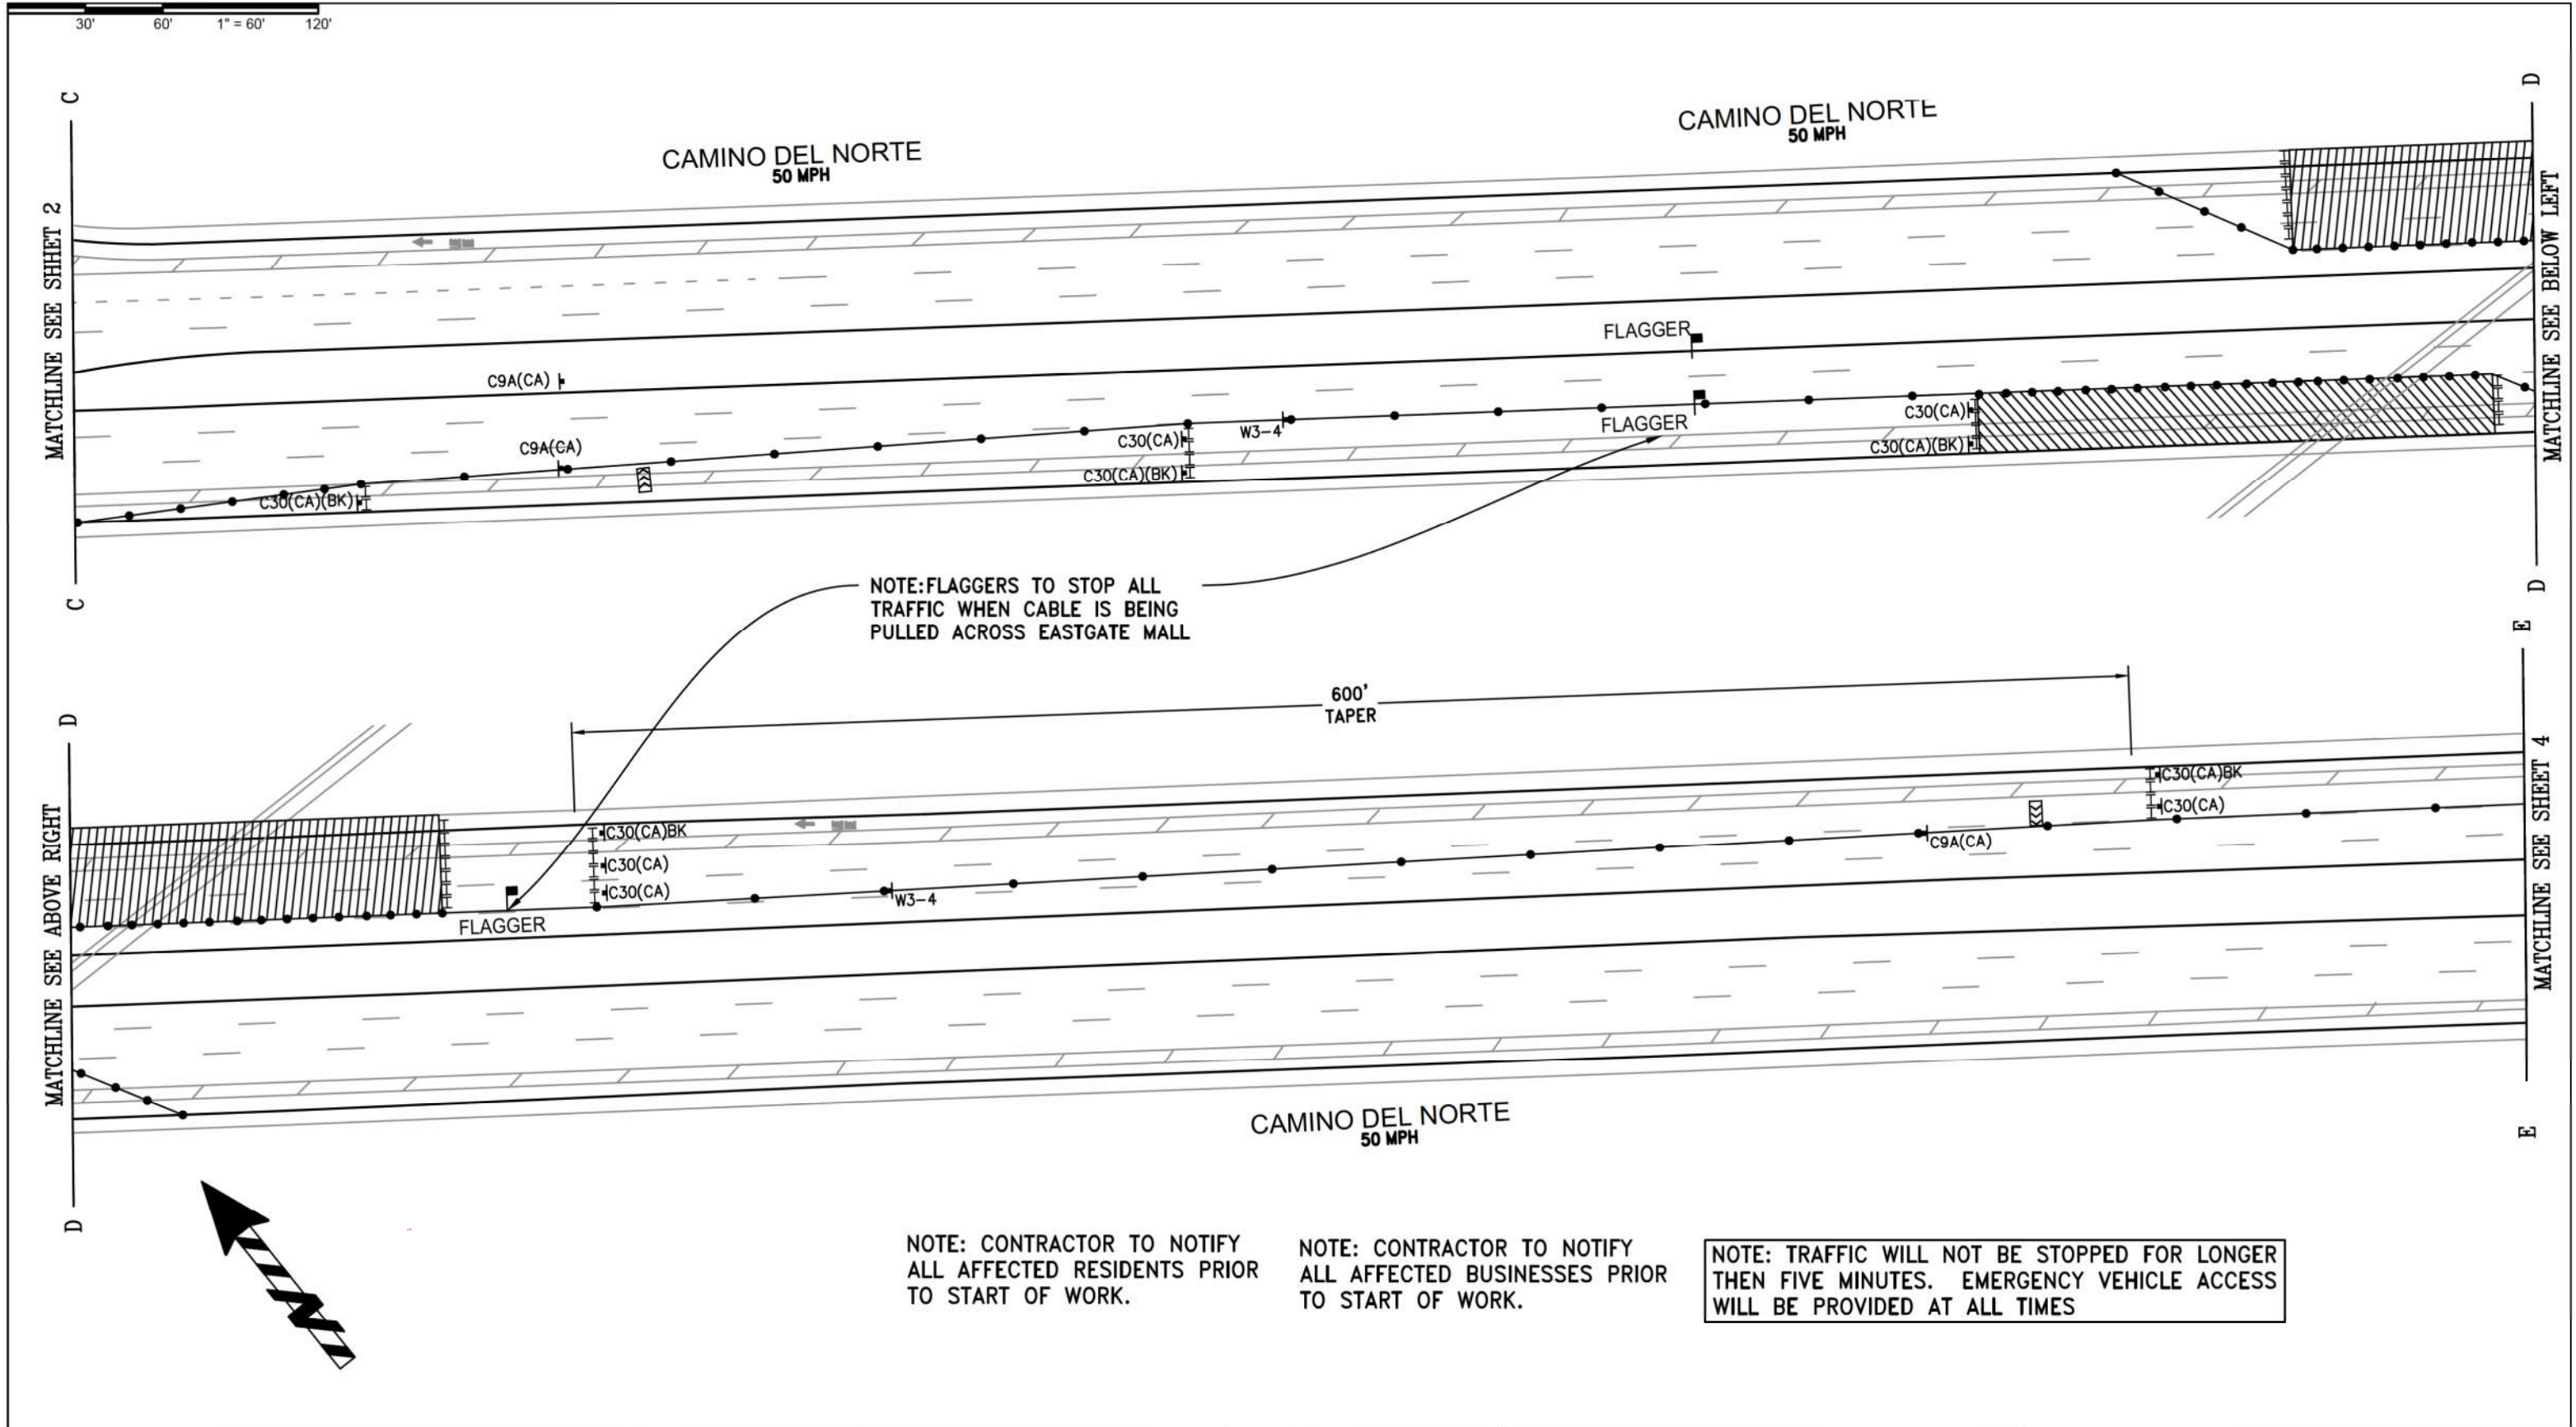 30' 60' 1" = 60' 120'
C
D
CAMINO DEL NORTE
50 MPH
CAMINO DEL NORTE
50 MPH
MATCHLINE SEE SHHET 2
MATCHLINE SEE BELOW LEFT
FLAGGER
C9A(CA)
C9A(CA)
C30(CA)(BK)
C30(CA)
C30(CA)(BK)
W3-4
FLAGGER
C30(CA)
C30(CA)(BK)
C
D
NOTE:FLAGGERS TO STOP ALL
TRAFFIC WHEN CABLE IS BEING
PULLED ACROSS EASTGATE MALL
D
E
600'
TAPER
MATCHLINE SEE ABOVE RIGHT
MATCHLINE SEE SHEET 4
C30(CA)BK
C30(CA)
C30(CA)
FLAGGER
W3-4
C9A(CA)
C30(CA)BK
C30(CA)
CAMINO DEL NORTE
50 MPH
D
E
N
NOTE: CONTRACTOR TO NOTIFY
ALL AFFECTED RESIDENTS PRIOR
TO START OF WORK.
NOTE: CONTRACTOR TO NOTIFY
ALL AFFECTED BUSINESSES PRIOR
TO START OF WORK.
NOTE: TRAFFIC WILL NOT BE STOPPED FOR LONGER
THEN FIVE MINUTES. EMERGENCY VEHICLE ACCESS
WILL BE PROVIDED AT ALL TIMES